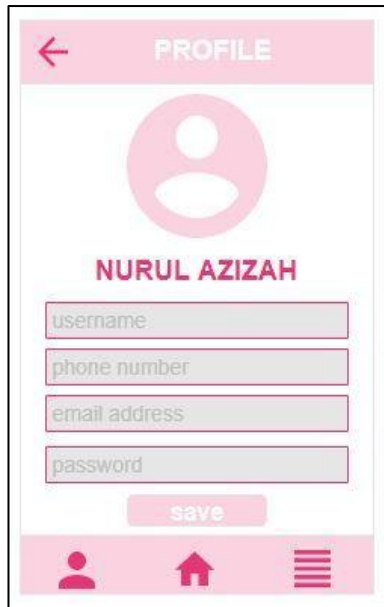 PROFILE
NURUL AZIZAH
username
phone number
email address
password
save